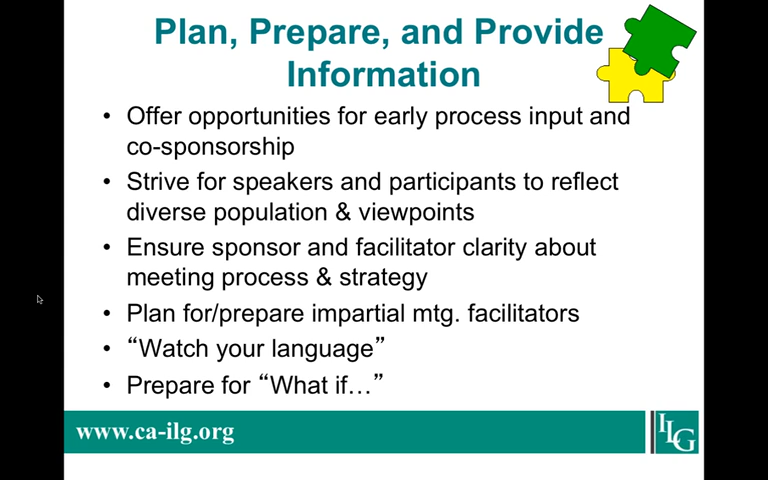 Plan, Prepare, and Provide
Information
• Offer opportunities for early process input and
co-sponsorship
• Strive for speakers and participants to reflect
diverse population & viewpoints
• Ensure sponsor and facilitator clarity about
meeting process & strategy
• Plan for/prepare impartial mtg. facilitators
• “Watch your language”
• Prepare for “What if…”
www.ca-ilg.org
ILG